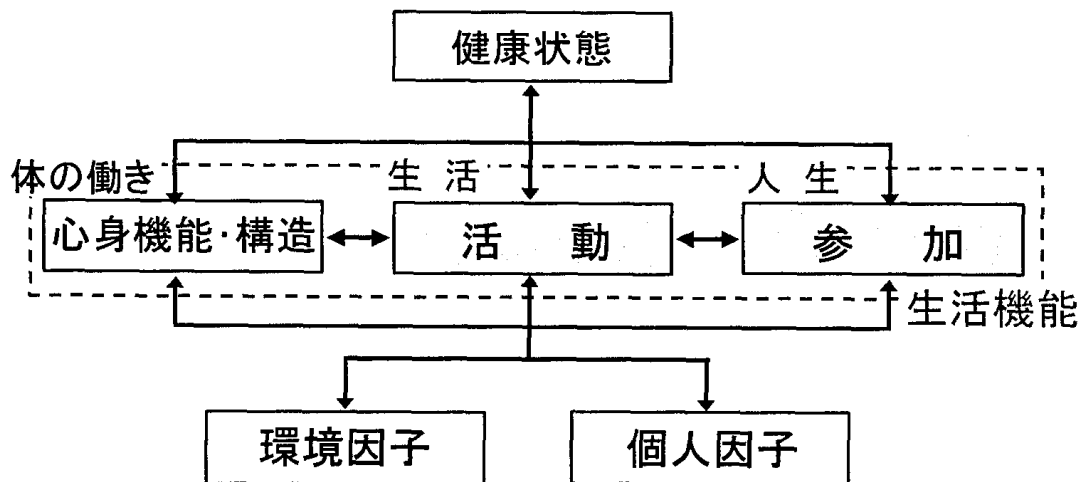 健康状態
体の働き 生活 人生
心身機能・構造 活動 参加
生活機能
環境因子 個人因子